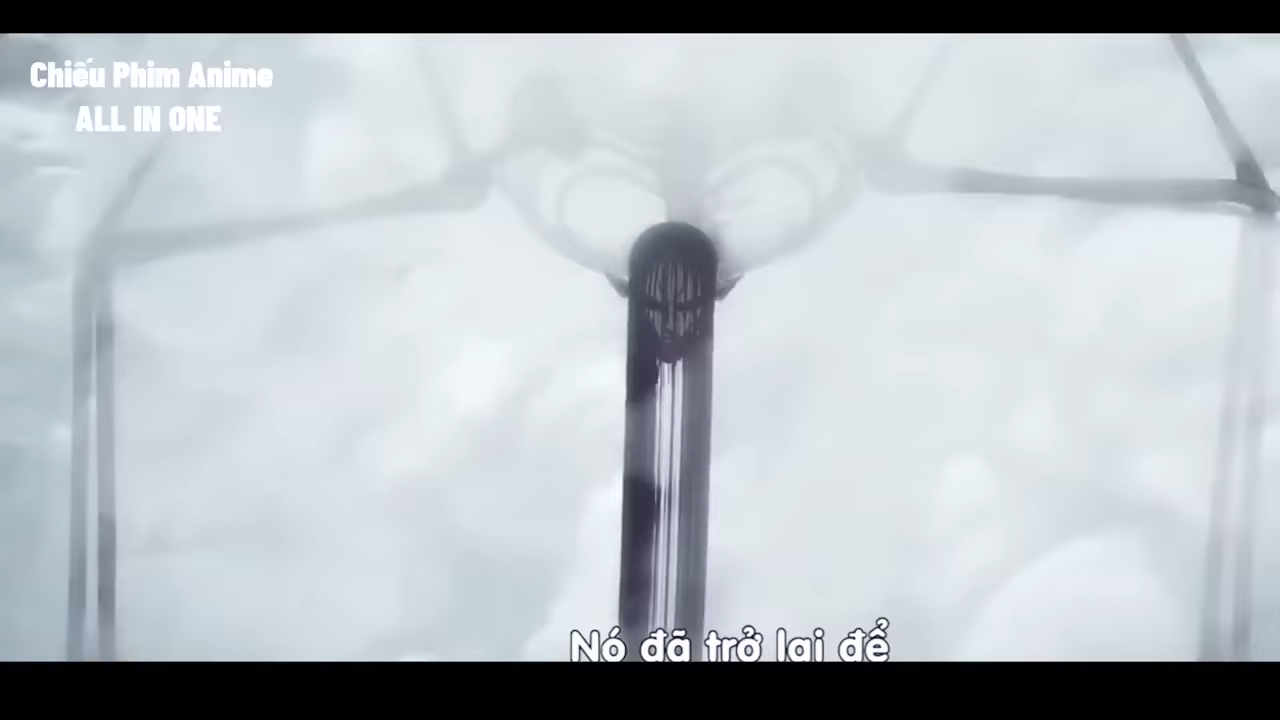 Chiếu Phim Anime
ALL IN ONE
Nó đã trở lại để